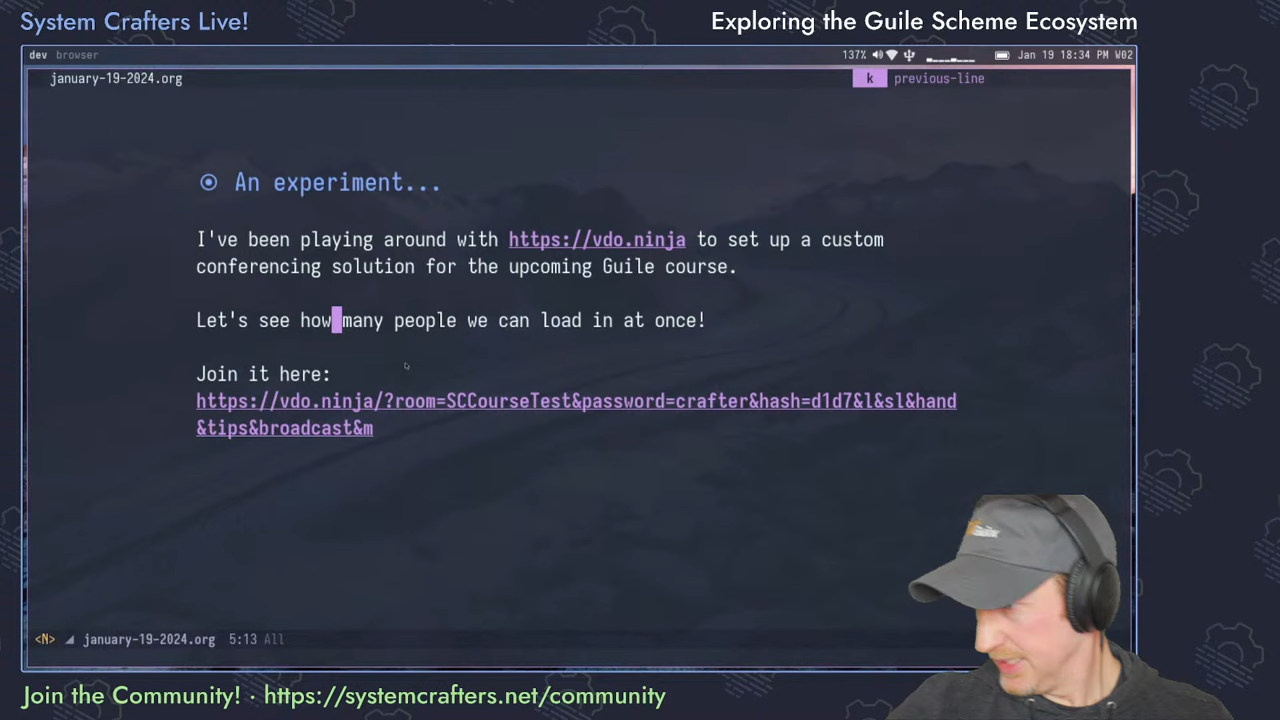 System Crafters Live!
Exploring the Guile Scheme Ecosystem
dev browser
137% Jan 19 18:34 PM W02
january-19-2024.org
k previous-line
An experiment...
I've been playing around with https://vdo.ninja to set up a custom
conferencing solution for the upcoming Guile course.
Let's see how many people we can load in at once!
Join it here:
https://vdo.ninja/?room=SCCourseTest&password=crafter&hash=d1d7&l&sl&hand
&tips&broadcast&m
<N> january-19-2024.org 5:13 All
Join the Community! · https://systemcrafters.net/community